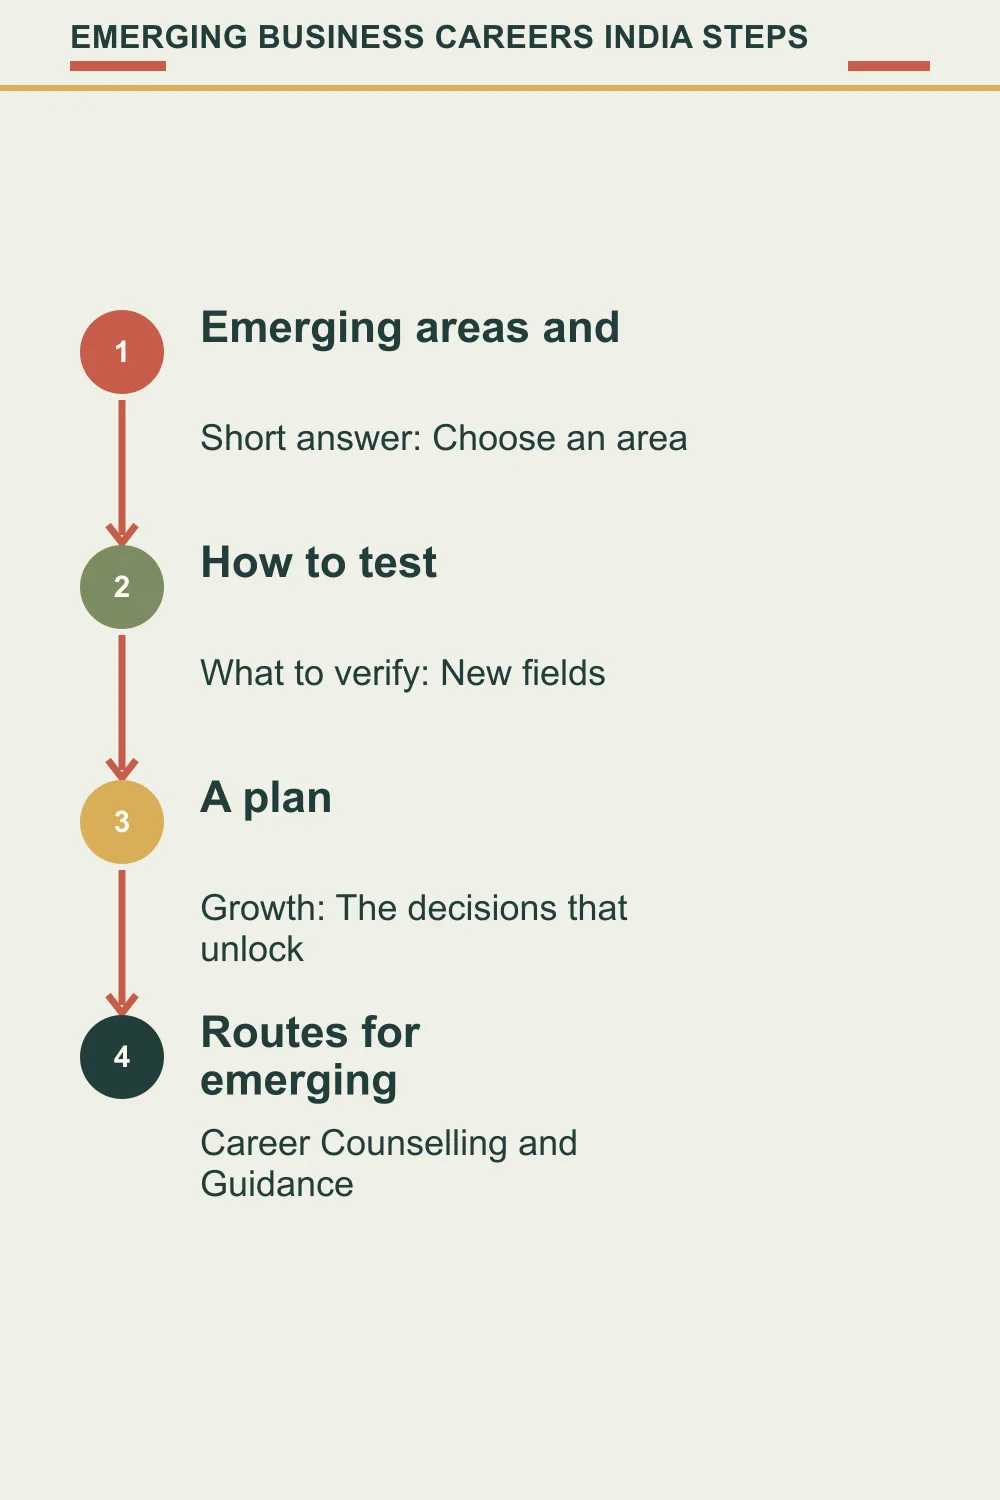 EMERGING BUSINESS CAREERS INDIA STEPS
1
Emerging areas and
Short answer: Choose an area
2
How to test
What to verify: New fields
3
A plan
Growth: The decisions that
unlock
4
Routes for
emerging
Career Counselling and
Guidance